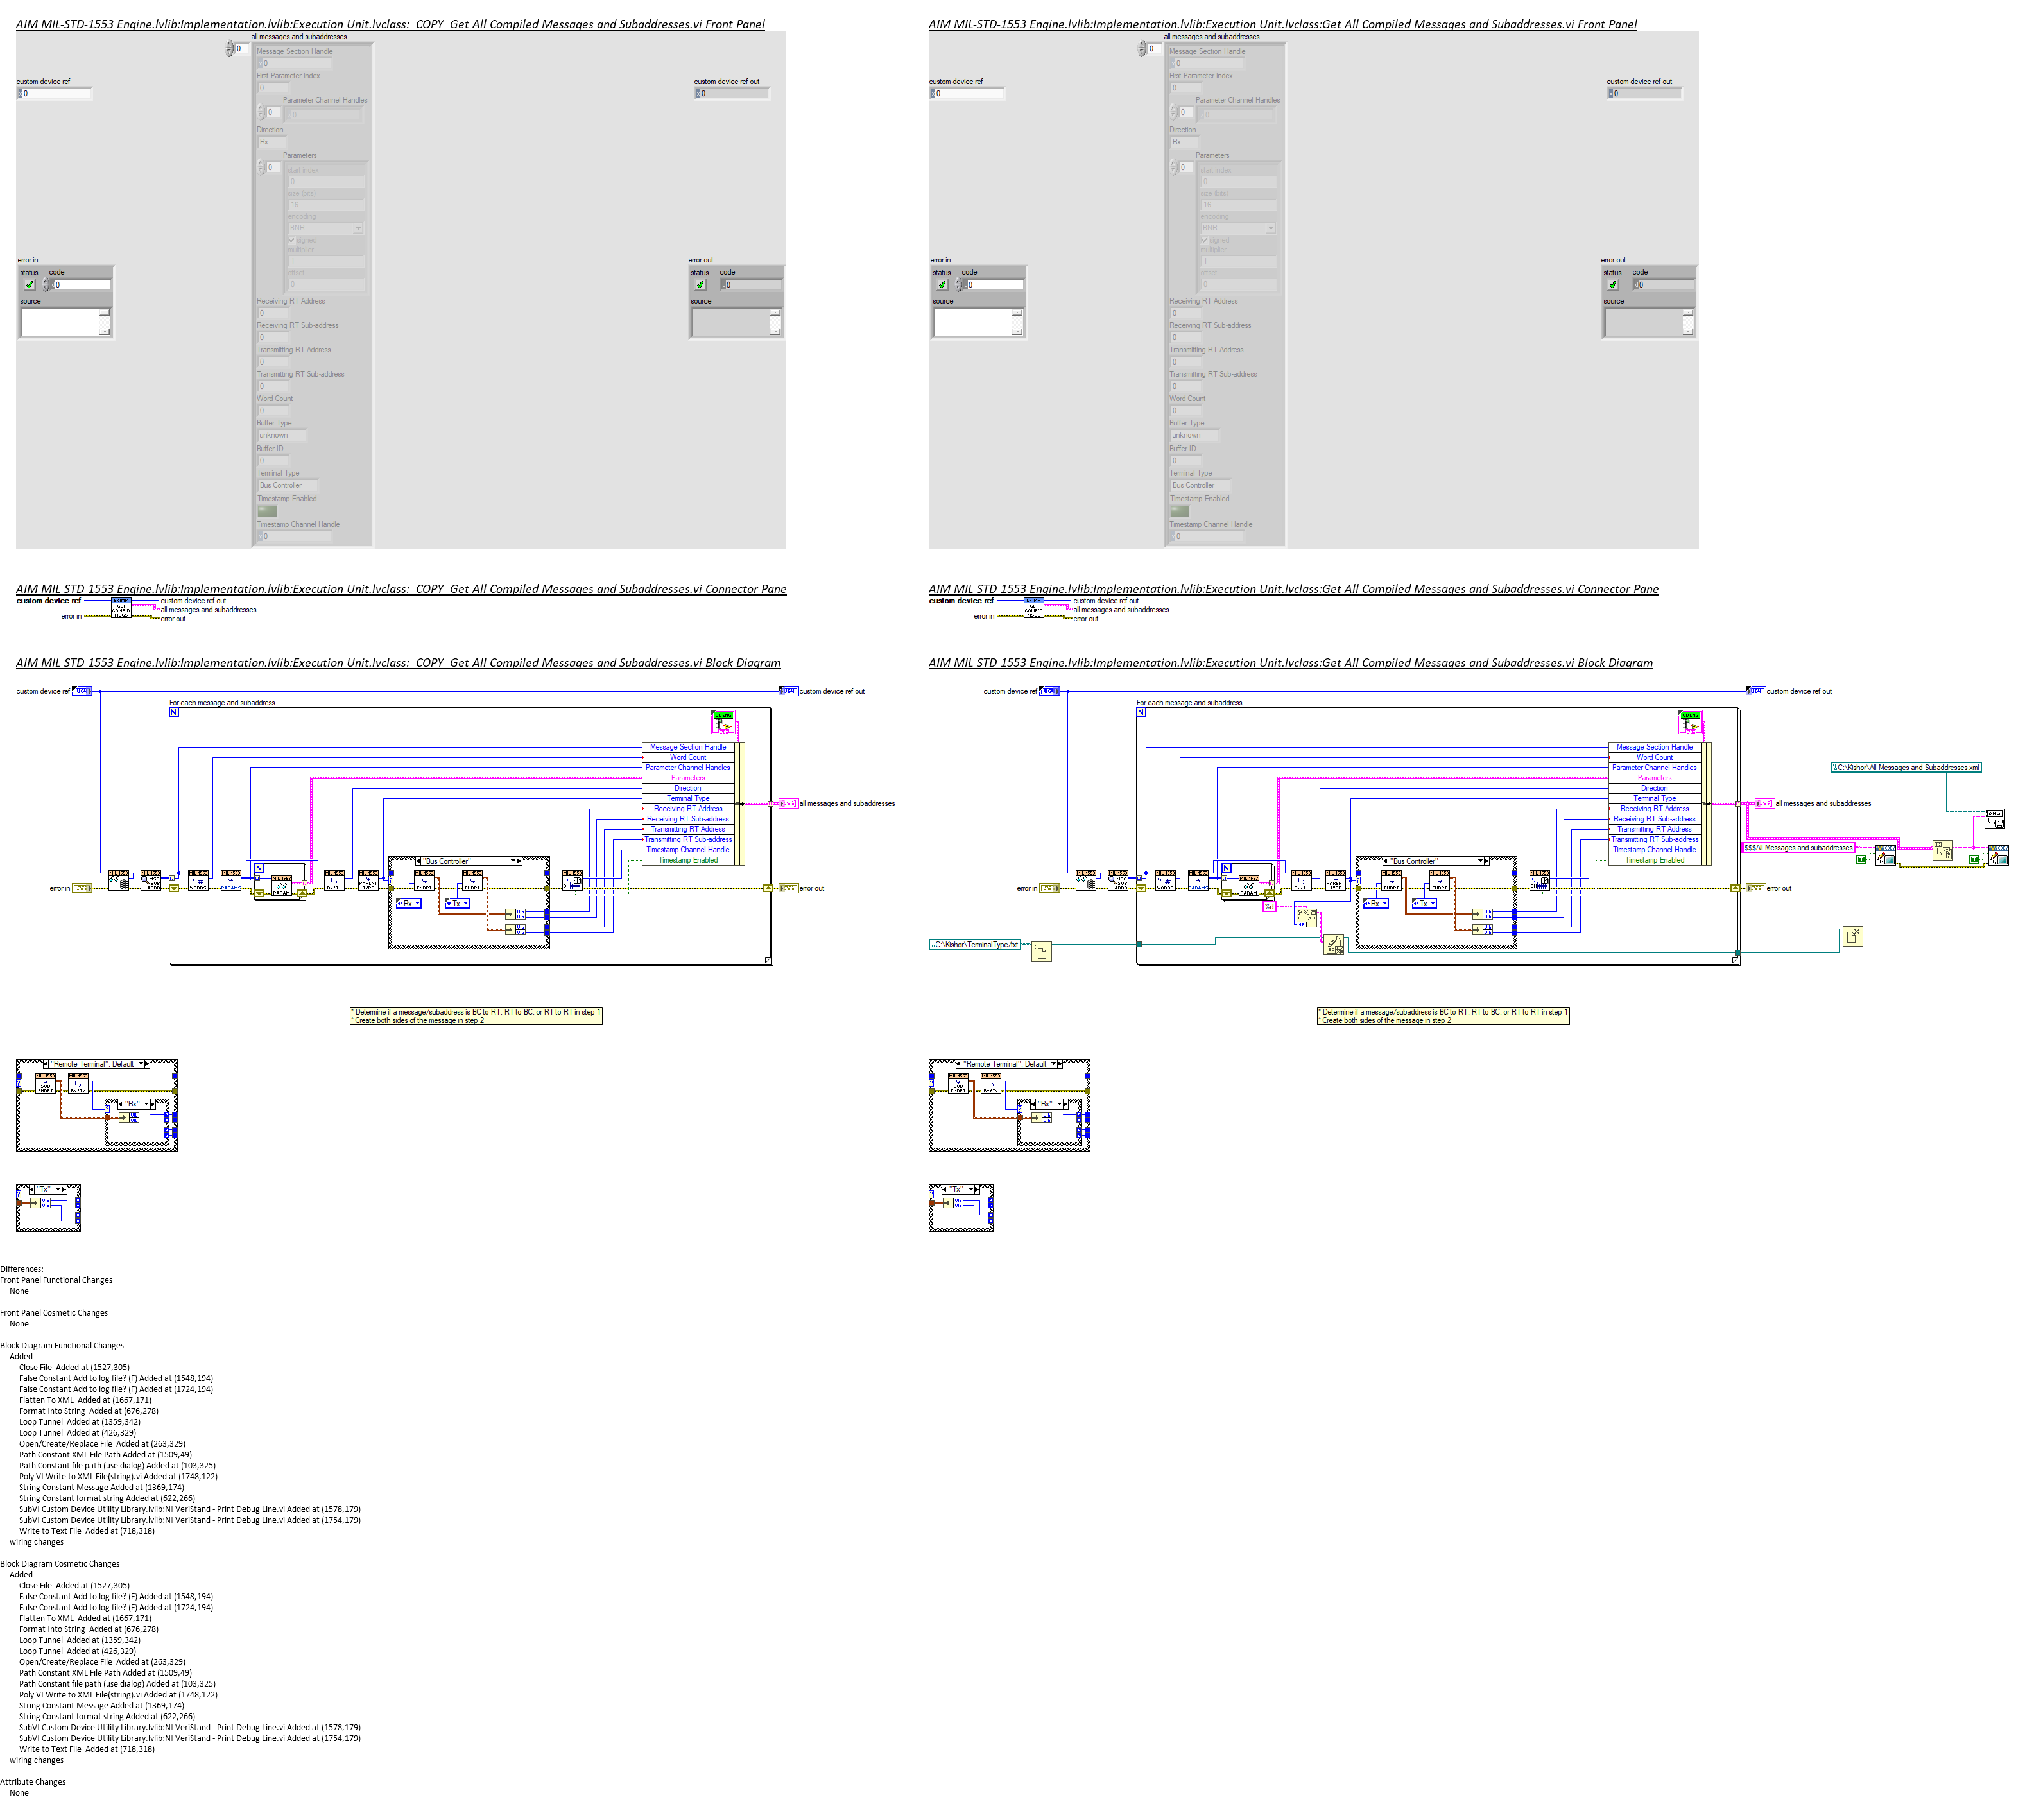 AIM MIL-STD-1553 Engine.lvlib:Implementation.lvlib:Execution Unit.lvclass:_COPY_Get All Compiled Messages and Subaddresses.vi Front Panel
all messages and subaddresses
0
Message Section Handle
0
First Parameter Index
0
custom device ref
0
custom device ref out
0
Parameter Channel Handles
0
0
Direction
Rx
Parameters
0
start index
0
size (bits)
16
encoding
BNR
signed
multiplier
1
offset
0
error in
status code
0
source
error out
status code
0
source
Receiving RT Address
0
Receiving RT Sub-address
0
Transmitting RT Address
0
Transmitting RT Sub-address
0
Word Count
0
Buffer Type
unknown
Buffer ID
0
Terminal Type
Bus Controller
Timestamp Enabled
Timestamp Channel Handle
0
AIM MIL-STD-1553 Engine.lvlib:Implementation.lvlib:Execution Unit.lvclass:Get All Compiled Messages and Subaddresses.vi Front Panel
all messages and subaddresses
0
Message Section Handle
0
First Parameter Index
0
custom device ref
0
custom device ref out
0
Parameter Channel Handles
0
0
Direction
Rx
Parameters
0
start index
0
size (bits)
16
encoding
BNR
signed
multiplier
1
offset
0
error in
status code
0
source
error out
status code
0
source
Receiving RT Address
0
Receiving RT Sub-address
0
Transmitting RT Address
0
Transmitting RT Sub-address
0
Word Count
0
Buffer Type
unknown
Buffer ID
0
Terminal Type
Bus Controller
Timestamp Enabled
Timestamp Channel Handle
0
AIM MIL-STD-1553 Engine.lvlib:Implementation.lvlib:Execution Unit.lvclass:_COPY_Get All Compiled Messages and Subaddresses.vi Connector Pane
custom device ref
custom device ref out
all messages and subaddresses
error in
error out
GET
COMP'D
MSGS
AIM MIL-STD-1553 Engine.lvlib:Implementation.lvlib:Execution Unit.lvclass:Get All Compiled Messages and Subaddresses.vi Connector Pane
custom device ref
custom device ref out
all messages and subaddresses
error in
error out
GET
COMP'D
MSGS
AIM MIL-STD-1553 Engine.lvlib:Implementation.lvlib:Execution Unit.lvclass:_COPY_Get All Compiled Messages and Subaddresses.vi Block Diagram
custom device ref
custom device ref out
For each message and subaddress
N
Message Section Handle
Word Count
Parameter Channel Handles
Parameters
Direction
Terminal Type
Receiving RT Address
Receiving RT Sub-address
Transmitting RT Address
Transmitting RT Sub-address
Timestamp Channel Handle
Timestamp Enabled
all messages and subaddresses
"Bus Controller"
error in
error out
Rx
Tx
* Determine if a message/subaddress is BC to RT, RT to BC, or RT to RT in step 1
* Create both sides of the message in step 2
"Remote Terminal", Default
"Rx"
"Tx"
AIM MIL-STD-1553 Engine.lvlib:Implementation.lvlib:Execution Unit.lvclass:Get All Compiled Messages and Subaddresses.vi Block Diagram
custom device ref
custom device ref out
For each message and subaddress
N
Message Section Handle
Word Count
Parameter Channel Handles
Parameters
Direction
Terminal Type
Receiving RT Address
Receiving RT Sub-address
Transmitting RT Address
Transmitting RT Sub-address
Timestamp Channel Handle
Timestamp Enabled
C:\Kishor\All Messages and Subaddresses.xml
all messages and subaddresses
$$$All Messages and subaddresses
"Bus Controller"
error in
error out
Rx
Tx
%d
C:\Kishor\TerminalType/txt
* Determine if a message/subaddress is BC to RT, RT to BC, or RT to RT in step 1
* Create both sides of the message in step 2
"Remote Terminal", Default
"Rx"
"Tx"
Differences:
Front Panel Functional Changes
None
Front Panel Cosmetic Changes
None
Block Diagram Functional Changes
Added
Close File Added at (1527,305)
False Constant Add to log file? (F) Added at (1548,194)
False Constant Add to log file? (F) Added at (1724,194)
Flatten To XML Added at (1667,171)
Format Into String Added at (676,278)
Loop Tunnel Added at (1359,342)
Loop Tunnel Added at (426,329)
Open/Create/Replace File Added at (263,329)
Path Constant XML File Path Added at (1509,49)
Path Constant file path (use dialog) Added at (103,325)
Poly VI Write to XML File(string).vi Added at (1748,122)
String Constant Message Added at (1369,174)
String Constant format string Added at (622,266)
SubVI Custom Device Utility Library.lvlib:NI VeriStand - Print Debug Line.vi Added at (1578,179)
SubVI Custom Device Utility Library.lvlib:NI VeriStand - Print Debug Line.vi Added at (1754,179)
Write to Text File Added at (718,318)
wiring changes
Block Diagram Cosmetic Changes
Added
Close File Added at (1527,305)
False Constant Add to log file? (F) Added at (1548,194)
False Constant Add to log file? (F) Added at (1724,194)
Flatten To XML Added at (1667,171)
Format Into String Added at (676,278)
Loop Tunnel Added at (1359,342)
Loop Tunnel Added at (426,329)
Open/Create/Replace File Added at (263,329)
Path Constant XML File Path Added at (1509,49)
Path Constant file path (use dialog) Added at (103,325)
Poly VI Write to XML File(string).vi Added at (1748,122)
String Constant Message Added at (1369,174)
String Constant format string Added at (622,266)
SubVI Custom Device Utility Library.lvlib:NI VeriStand - Print Debug Line.vi Added at (1578,179)
SubVI Custom Device Utility Library.lvlib:NI VeriStand - Print Debug Line.vi Added at (1754,179)
Write to Text File Added at (718,318)
wiring changes
Attribute Changes
None